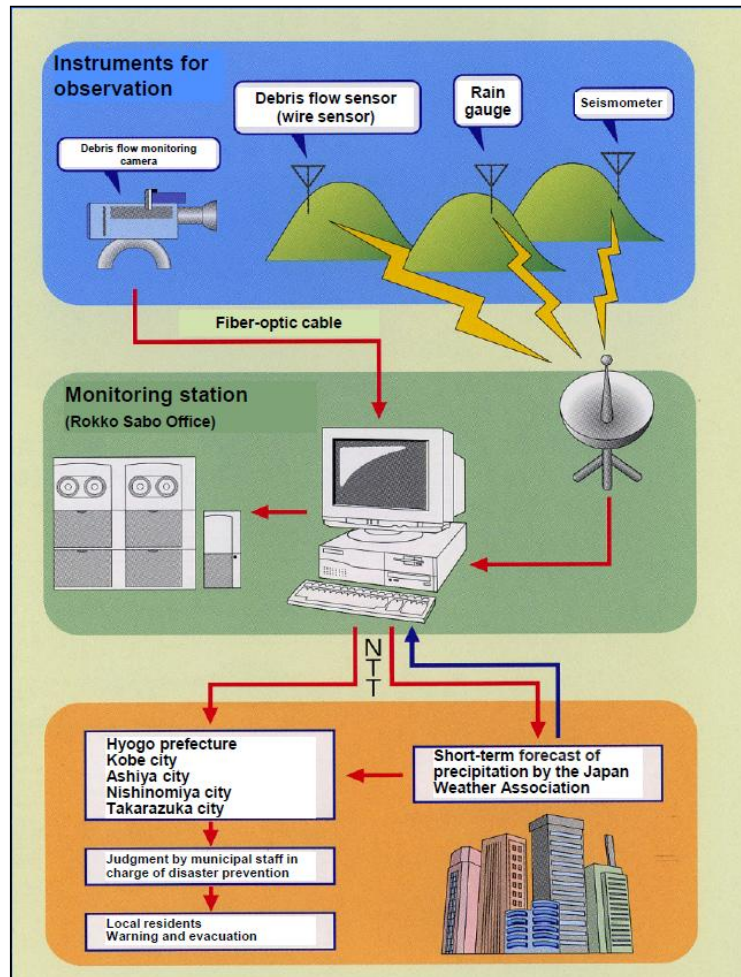 Instruments for
observation
Debris flow sensor
(wire sensor)
Rain
gauge
Seismometer
Debris flow monitoring
camera
Fiber-optic cable
Monitoring station
(Rokko Sabo Office)
NTT
Hyogo prefecture
Kobe city
Ashiya city
Nishinomiya city
Takarazuka city
Short-term forecast of
precipitation by the Japan
Weather Association
Judgment by municipal staff in
charge of disaster prevention
Local residents
Warning and evacuation